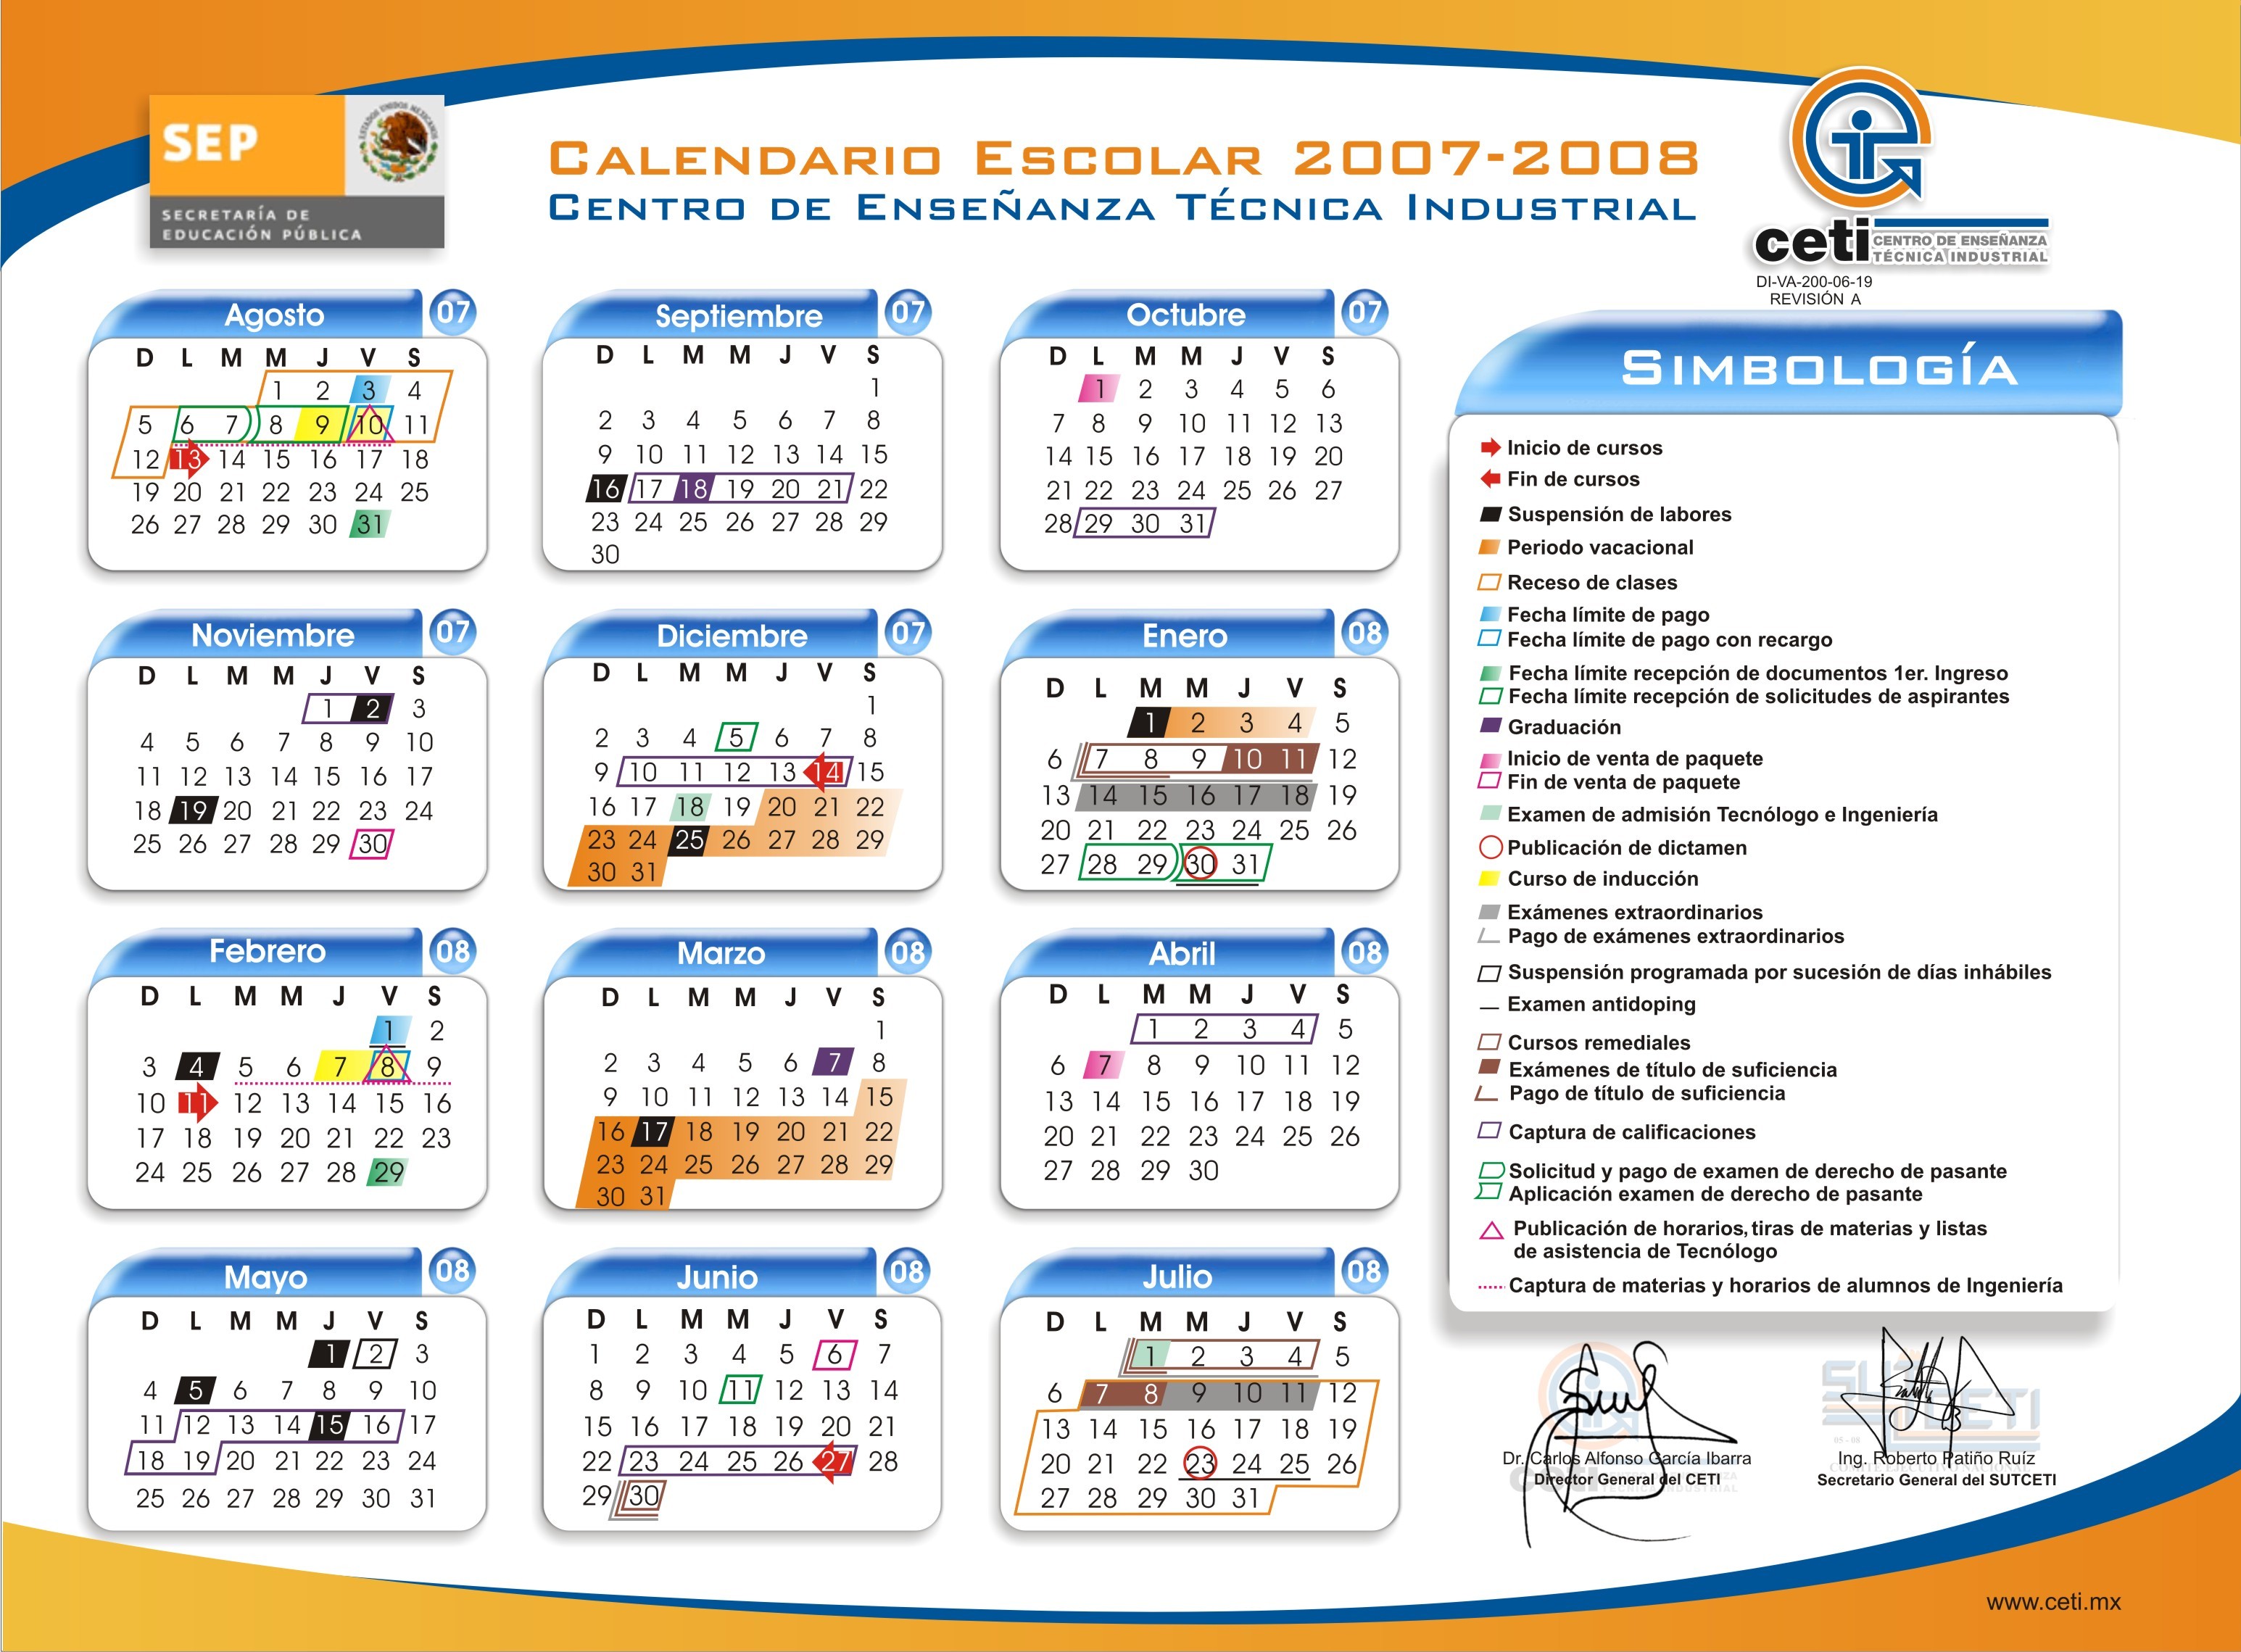 SEP
SECRETARÍA DE
EDUCACIÓN PÚBLICA
ESTADOS UNIDOS MEXICANOS
CALENDARIO ESCOLAR 2007-2008
CENTRO DE ENSEÑANZA TÉCNICA INDUSTRIAL
ceti
CENTRO DE ENSEÑANZA
TÉCNICA INDUSTRIAL
DI-VA-200-06-19
REVISIÓN A
Agosto 07
D L M M J V S
1 2 3 4
5 6 7 8 9 10 11
12 13 14 15 16 17 18
19 20 21 22 23 24 25
26 27 28 29 30 31
Septiembre 07
D L M M J V S
1
2 3 4 5 6 7 8
9 10 11 12 13 14 15
16 17 18 19 20 21 22
23 24 25 26 27 28 29
30
Octubre 07
D L M M J V S
1 2 3 4 5 6
7 8 9 10 11 12 13
14 15 16 17 18 19 20
21 22 23 24 25 26 27
28 29 30 31
Noviembre 07
D L M M J V S
1 2 3
4 5 6 7 8 9 10
11 12 13 14 15 16 17
18 19 20 21 22 23 24
25 26 27 28 29 30
Diciembre 07
D L M M J V S
1
2 3 4 5 6 7 8
9 10 11 12 13 14 15
16 17 18 19 20 21 22
23 24 25 26 27 28 29
30 31
Enero 08
D L M M J V S
1 2 3 4 5
6 7 8 9 10 11 12
13 14 15 16 17 18 19
20 21 22 23 24 25 26
27 28 29 30 31
Febrero 08
D L M M J V S
1 2
3 4 5 6 7 8 9
10 11 12 13 14 15 16
17 18 19 20 21 22 23
24 25 26 27 28 29
Marzo 08
D L M M J V S
1
2 3 4 5 6 7 8
9 10 11 12 13 14 15
16 17 18 19 20 21 22
23 24 25 26 27 28 29
30 31
Abril 08
D L M M J V S
1 2 3 4 5
6 7 8 9 10 11 12
13 14 15 16 17 18 19
20 21 22 23 24 25 26
27 28 29 30
Mayo 08
D L M M J V S
1 2 3
4 5 6 7 8 9 10
11 12 13 14 15 16 17
18 19 20 21 22 23 24
25 26 27 28 29 30 31
Junio 08
D L M M J V S
1 2 3 4 5 6 7
8 9 10 11 12 13 14
15 16 17 18 19 20 21
22 23 24 25 26 27 28
29 30
Julio 08
D L M M J V S
1 2 3 4 5
6 7 8 9 10 11 12
13 14 15 16 17 18 19
20 21 22 23 24 25 26
27 28 29 30 31
SIMBOLOGÍA
Inicio de cursos
Fin de cursos
Suspensión de labores
Periodo vacacional
Receso de clases
Fecha límite de pago
Fecha límite de pago con recargo
Fecha límite recepción de documentos 1er. Ingreso
Fecha límite recepción de solicitudes de aspirantes
Graduación
Inicio de venta de paquete
Fin de venta de paquete
Examen de admisión Tecnólogo e Ingeniería
Publicación de dictamen
Curso de inducción
Exámenes extraordinarios
Pago de exámenes extraordinarios
Suspensión programada por sucesión de días inhábiles
Examen antidoping
Cursos remediales
Exámenes de título de suficiencia
Pago de título de suficiencia
Captura de calificaciones
Solicitud y pago de examen de derecho de pasante
Aplicación examen de derecho de pasante
Publicación de horarios, tiras de materias y listas
de asistencia de Tecnólogo
Captura de materias y horarios de alumnos de Ingeniería
Dr. Carlos Alfonso García Ibarra
Director General del CETI
Ing. Roberto Patiño Ruíz
Secretario General del SUTCETI
www.ceti.mx